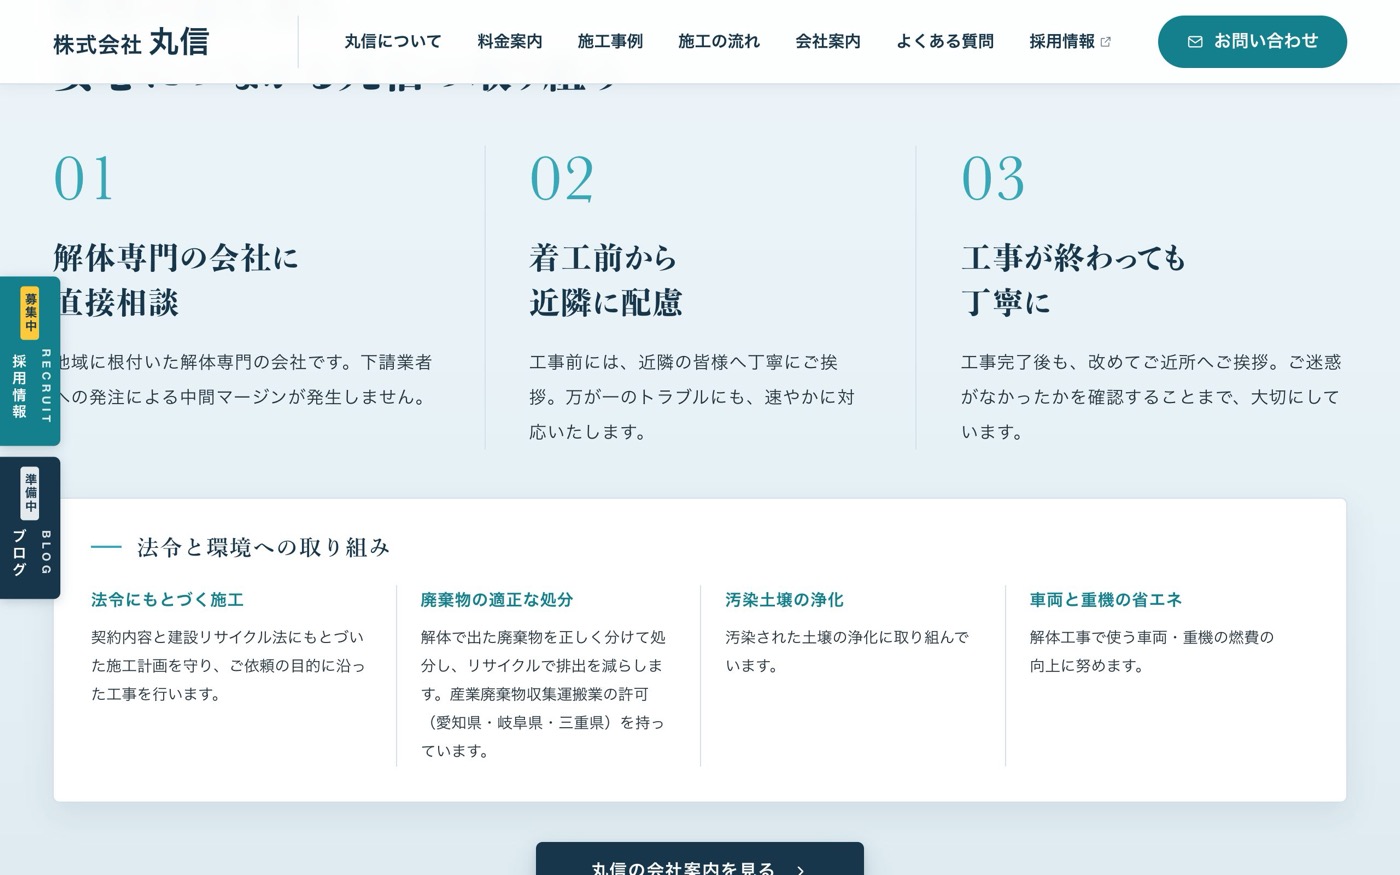 株式会社 丸信
丸信について
料金案内
施工事例
施工の流れ
会社案内
よくある質問
採用情報
お問い合わせ
01
解体専門の会社に
直接相談
地域に根付いた解体専門の会社です。下請業者
への発注による中間マージンが発生しません。
02
着工前から
近隣に配慮
工事前には、近隣の皆様へ丁寧にご挨
拶。万が一のトラブルにも、速やかに対
応いたします。
03
工事が終わっても
丁寧に
工事完了後も、改めてご近所へご挨拶。ご迷惑
がなかったかを確認することまで、大切にして
います。
募集中
RECRUIT
採用情報
準備中
BLOG
ブログ
法令と環境への取り組み
法令にもとづく施工
契約内容と建設リサイクル法にもとづい
た施工計画を守り、ご依頼の目的に沿っ
た工事を行います。
廃棄物の適正な処分
解体で出た廃棄物を正しく分けて処
分し、リサイクルで排出を減らしま
す。産業廃棄物収集運搬業の許可
（愛知県・岐阜県・三重県）を持っ
ています。
汚染土壌の浄化
汚染された土壌の浄化に取り組んで
います。
車両と重機の省エネ
解体工事で使う車両・重機の燃費の
向上に努めます。
丸信の会社案内を見る